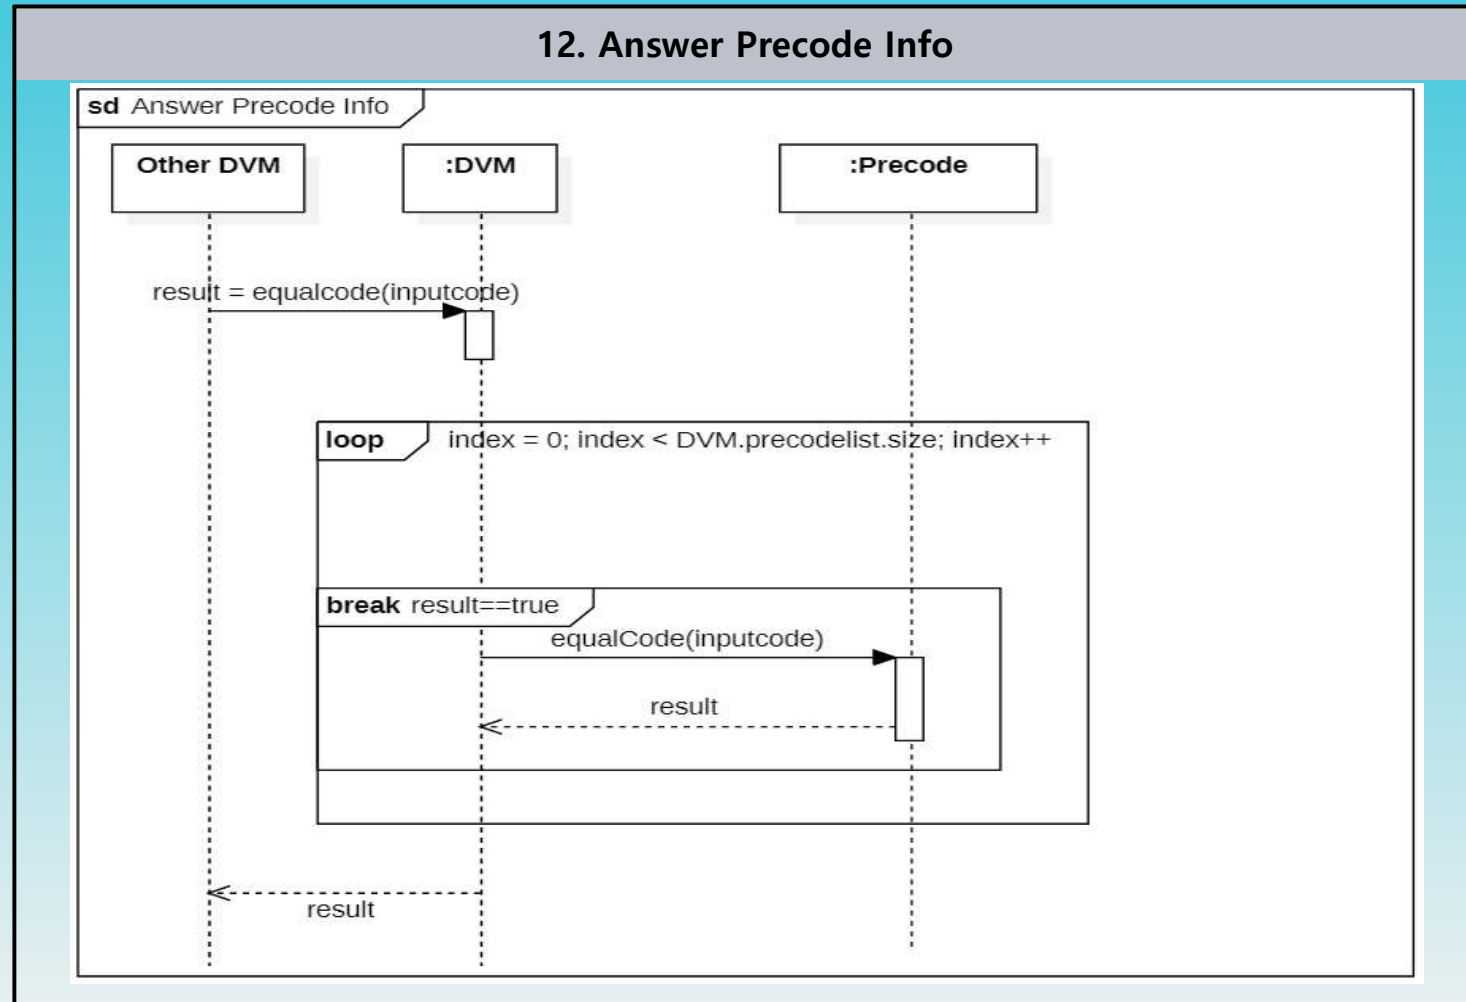 12. Answer Precode Info
sd Answer Precode Info
Other DVM
:DVM
:Precode
result = equalcode(inputcode)
loop index = 0; index < DVM.precodelist.size; index++
break result==true
equalCode(inputcode)
result
result